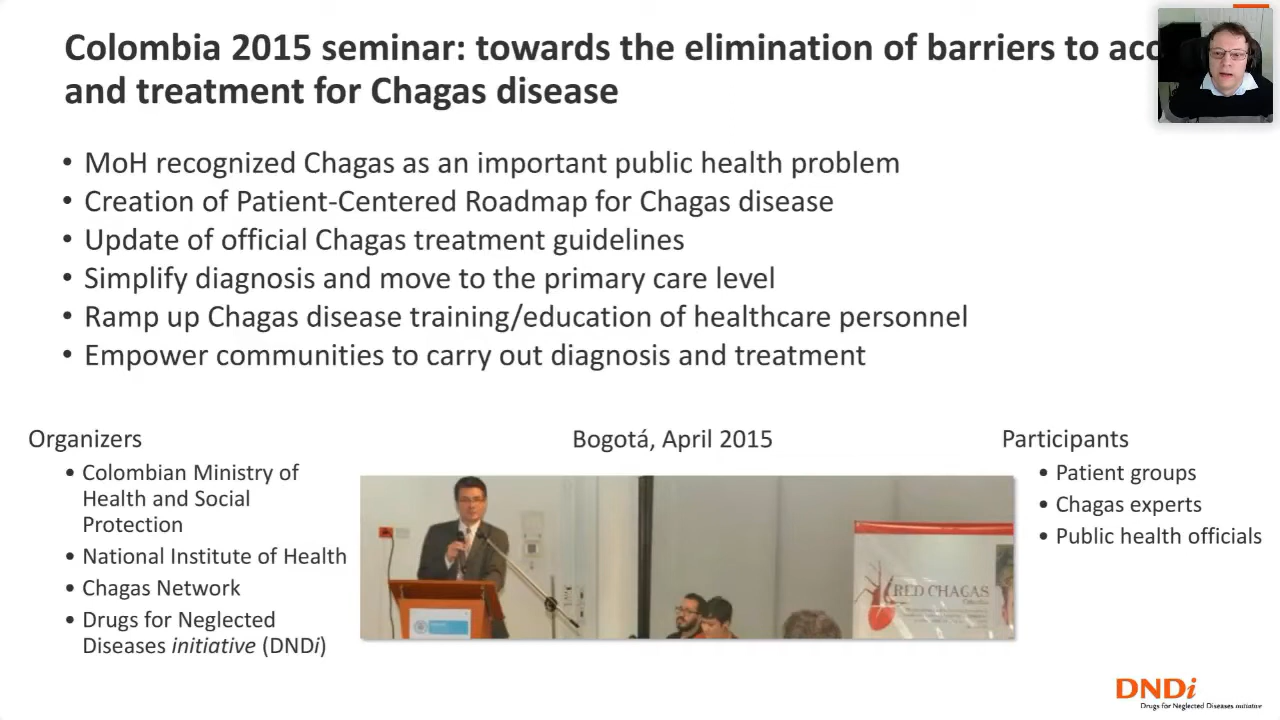 Colombia 2015 seminar: towards the elimination of barriers to
and treatment for Chagas disease
• MoH recognized Chagas as an important public health problem
• Creation of Patient-Centered Roadmap for Chagas disease
• Update of official Chagas treatment guidelines
• Simplify diagnosis and move to the primary care level
• Ramp up Chagas disease training/education of healthcare personnel
• Empower communities to carry out diagnosis and treatment
Organizers
• Colombian Ministry of
Health and Social
Protection
• National Institute of Health
• Chagas Network
• Drugs for Neglected
Diseases initiative (DNDi)
Bogotá, April 2015
RED CHAGAS
Participants
• Patient groups
• Chagas experts
• Public health officials
DNDi
Drugs for Neglected Diseases initiative